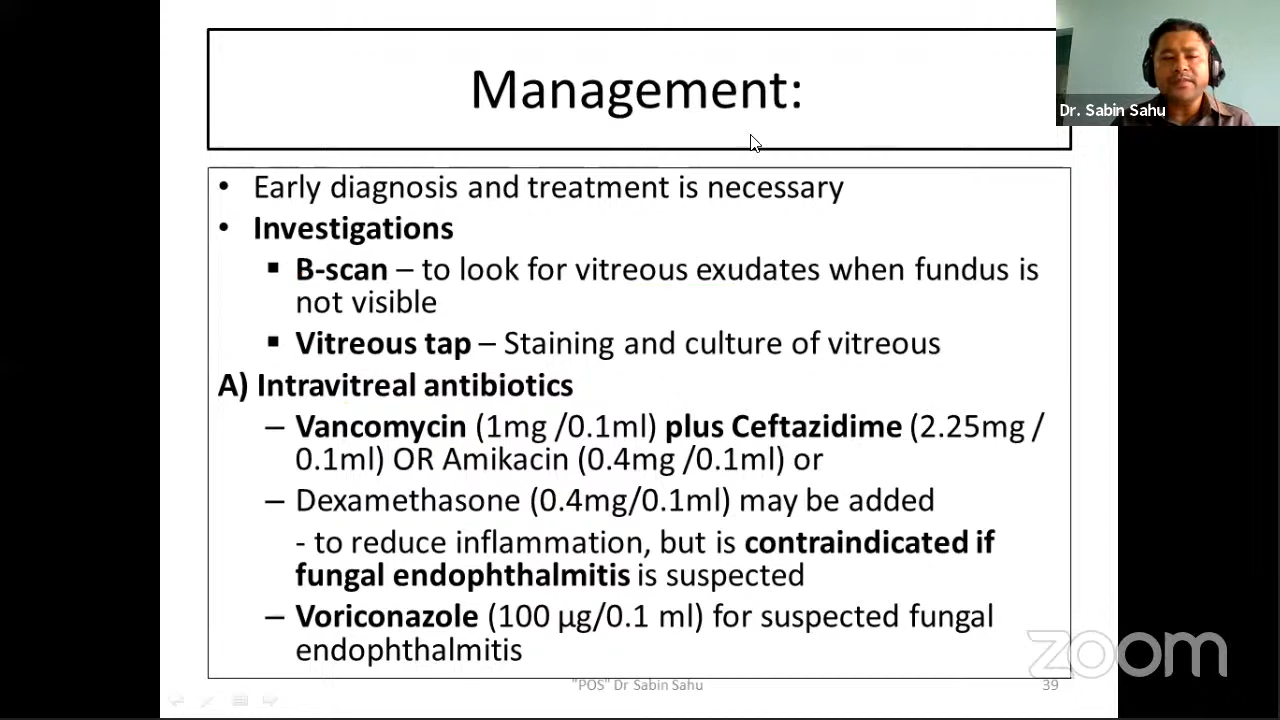 Management:
Dr. Sabin Sahu
• Early diagnosis and treatment is necessary
• Investigations
▪ B-scan – to look for vitreous exudates when fundus is
not visible
▪ Vitreous tap – Staining and culture of vitreous
A) Intravitreal antibiotics
– Vancomycin (1mg /0.1ml) plus Ceftazidime (2.25mg /
0.1ml) OR Amikacin (0.4mg /0.1ml) or
– Dexamethasone (0.4mg/0.1ml) may be added
- to reduce inflammation, but is contraindicated if
fungal endophthalmitis is suspected
– Voriconazole (100 µg/0.1 ml) for suspected fungal
endophthalmitis
zoom
"POS" Dr Sabin Sahu
39